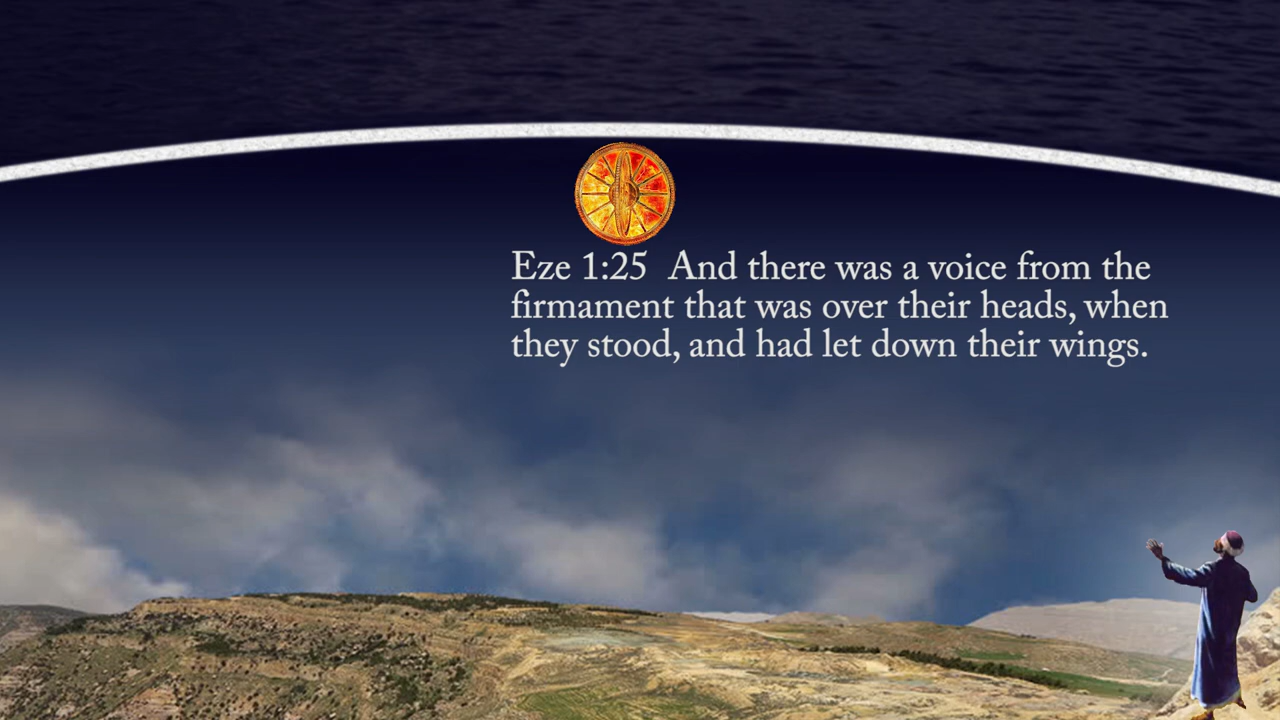 Eze 1:25  And there was a voice from the
firmament that was over their heads, when
they stood, and had let down their wings.